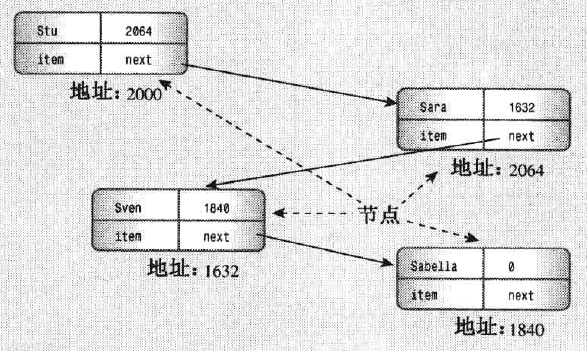 Stu 2064
item next
地址：2000
Sara 1632
item next
地址：2064
Sven 1840
item next
地址：1632
节点
Sabella 0
item next
地址：1840